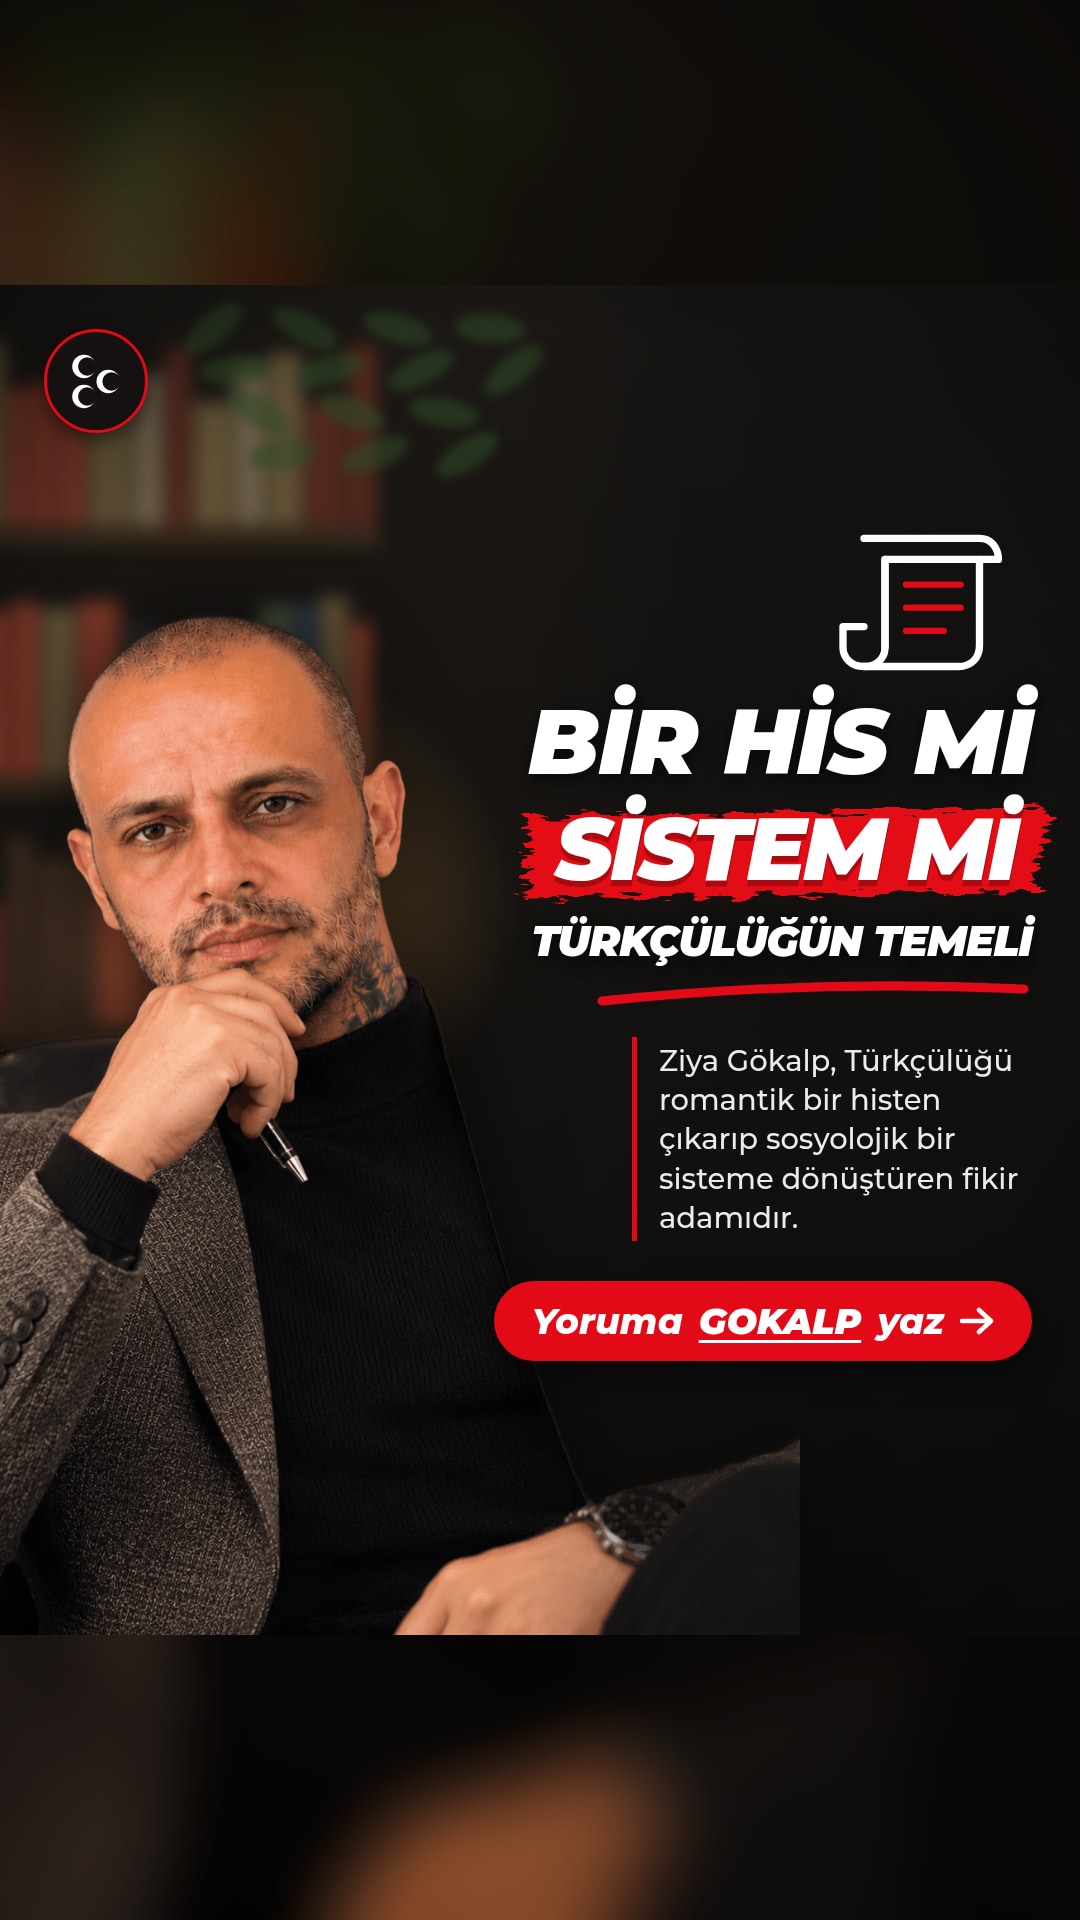 BİR HİS Mİ
SİSTEM Mİ
TÜRKÇÜLÜĞÜN TEMELİ
Ziya Gökalp, Türkçülüğü
romantik bir histen
çıkarıp sosyolojik bir
sisteme dönüştüren fikir
adamıdır.
Yoruma GOKALP yaz →